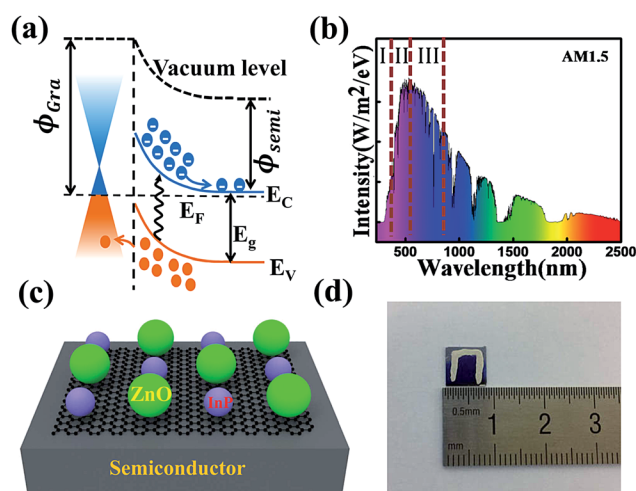 (a)
Vacuum level
ϕGra
ϕsemi
EC
EF
Eg
EV
(b)
I II III
AM1.5
Intensity(W/m²/eV)
500 1000 1500 2000 2500
Wavelength(nm)
(c)
ZnO
InP
Semiconductor
(d)
0.5mm
1 2 3
mm